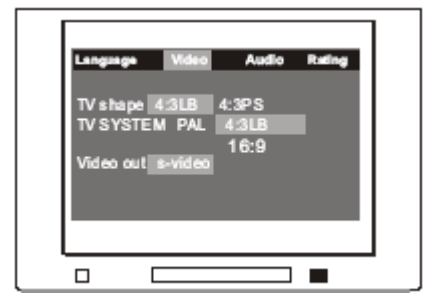 Language Video Audio Rating
TV shape 4:3LB 4:3PS
TV SYSTEM PAL 4:3LB
16:9
Video out s-video